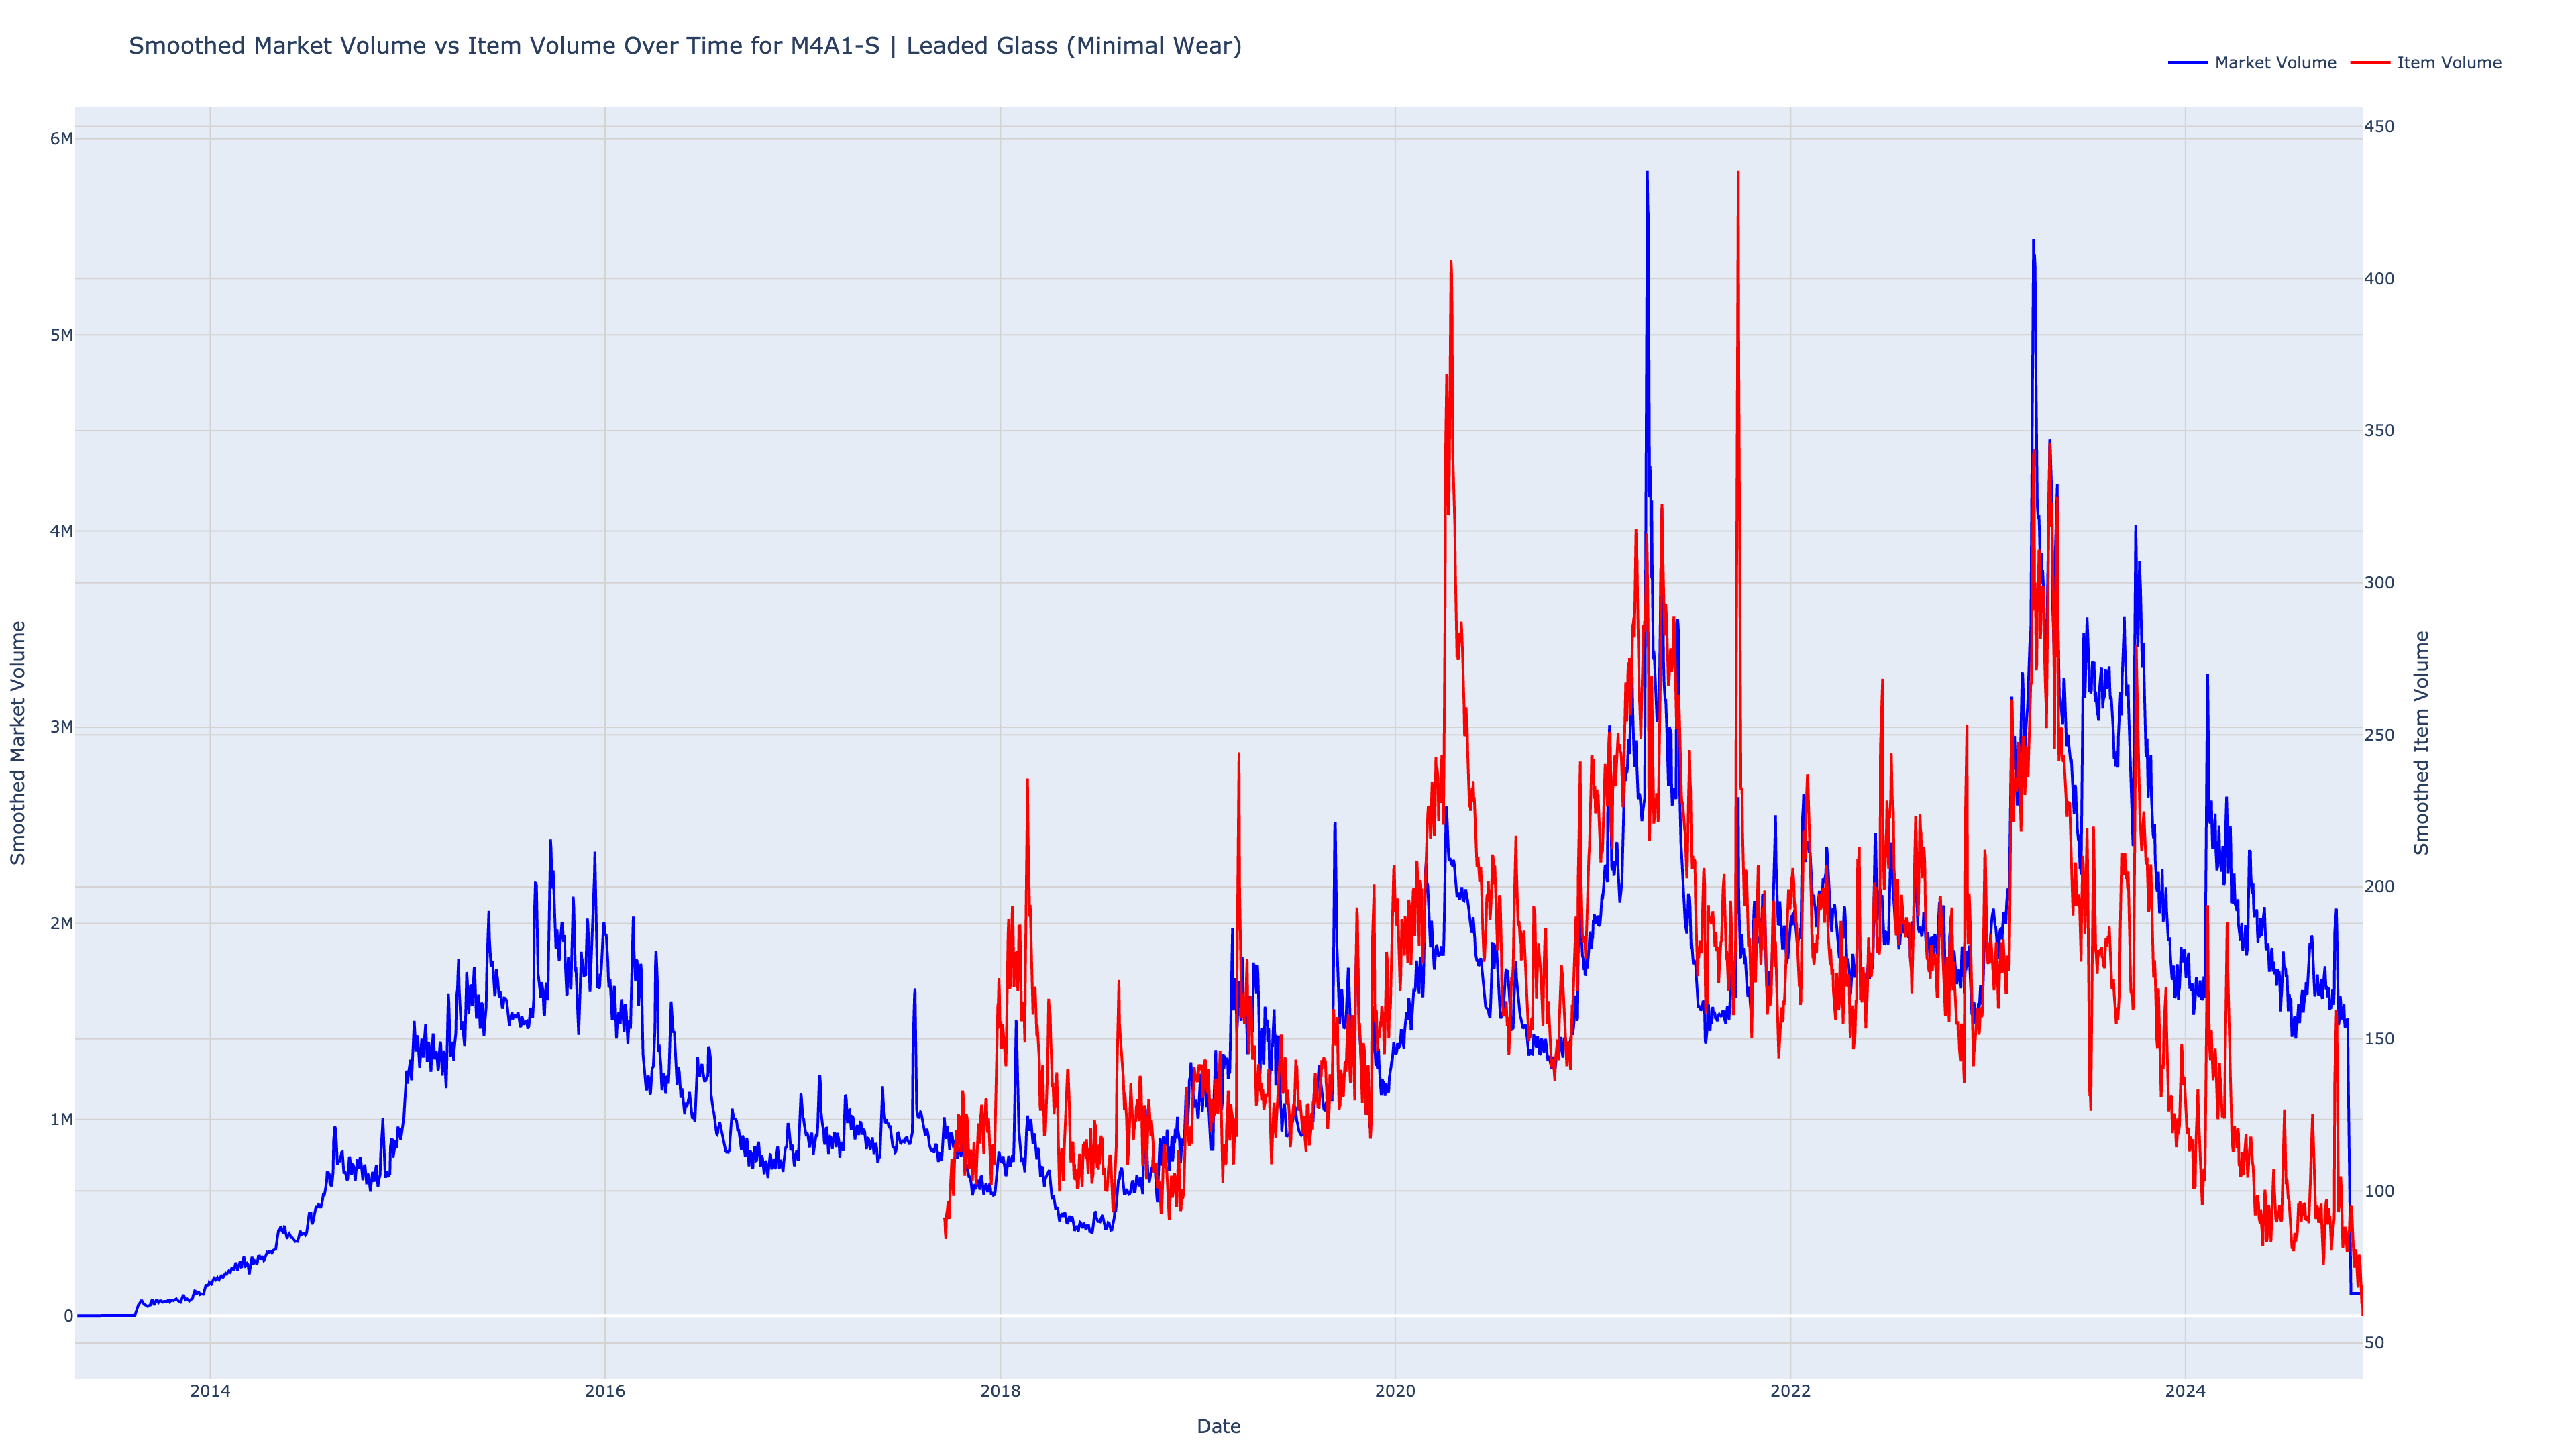 Smoothed Market Volume vs Item Volume Over Time for M4A1-S | Leaded Glass (Minimal Wear)
Market Volume
Item Volume
6M
5M
4M
3M
2M
1M
0
Smoothed Market Volume
450
400
350
300
250
200
150
100
50
Smoothed Item Volume
2014
2016
2018
2020
2022
2024
Date